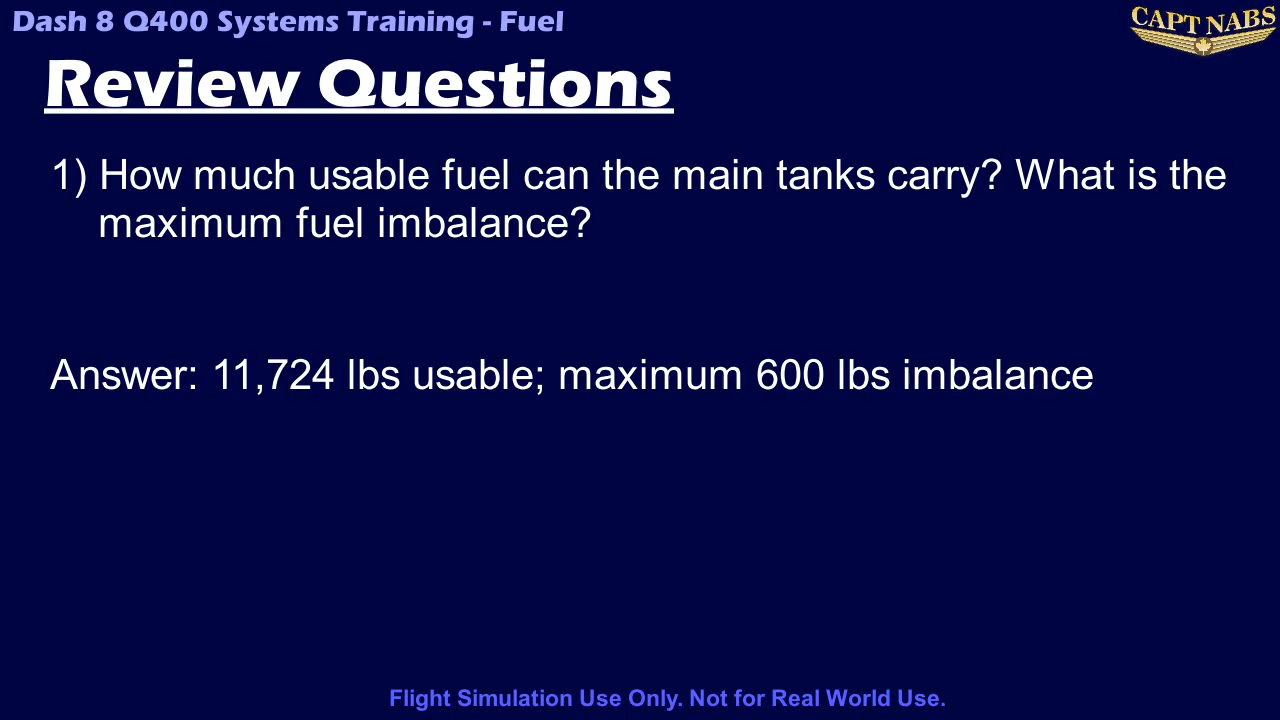 Dash 8 Q400 Systems Training - Fuel
CAPT NABS
Review Questions
1) How much usable fuel can the main tanks carry? What is the
maximum fuel imbalance?
Answer: 11,724 lbs usable; maximum 600 lbs imbalance
Flight Simulation Use Only. Not for Real World Use.